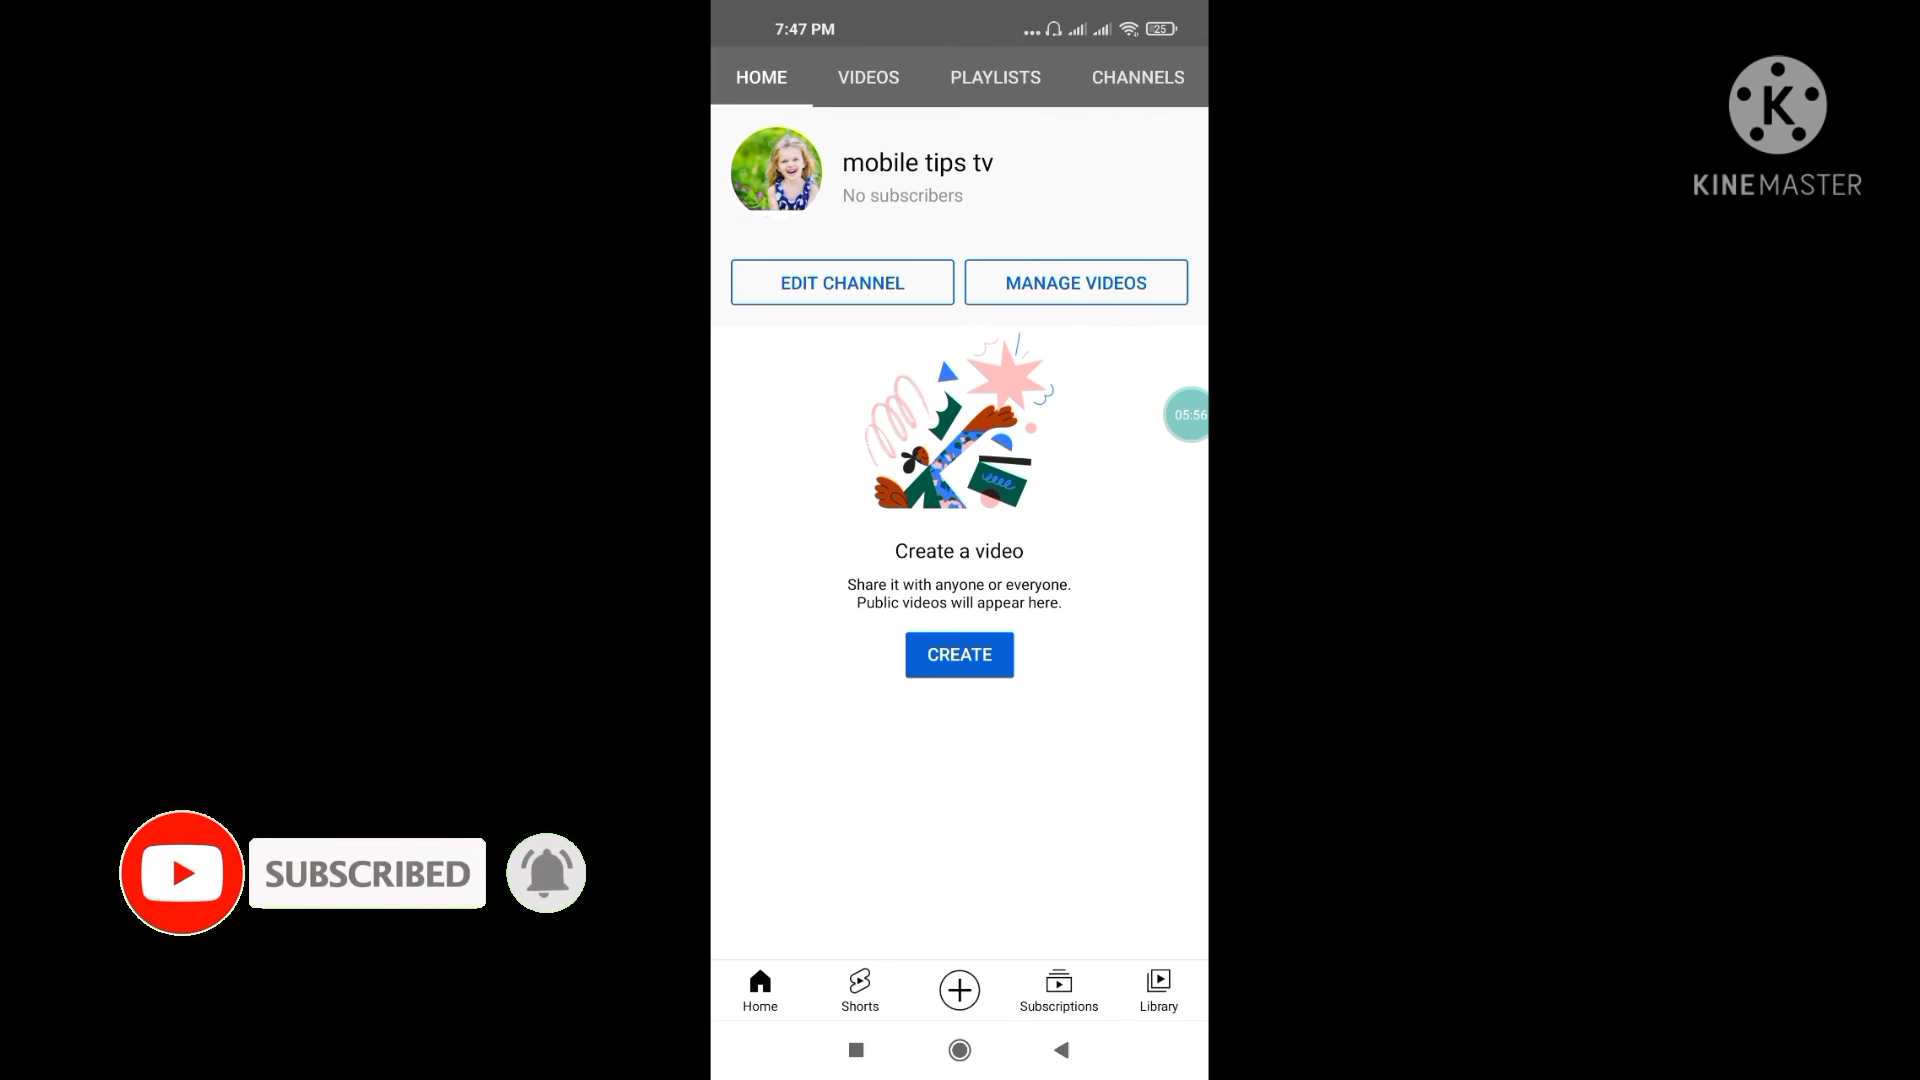 7:47 PM
25
HOME VIDEOS PLAYLISTS CHANNELS
K
KINEMASTER
mobile tips tv
No subscribers
EDIT CHANNEL MANAGE VIDEOS
05:56
Create a video
Share it with anyone or everyone.
Public videos will appear here.
CREATE
SUBSCRIBED
Home Shorts Subscriptions Library